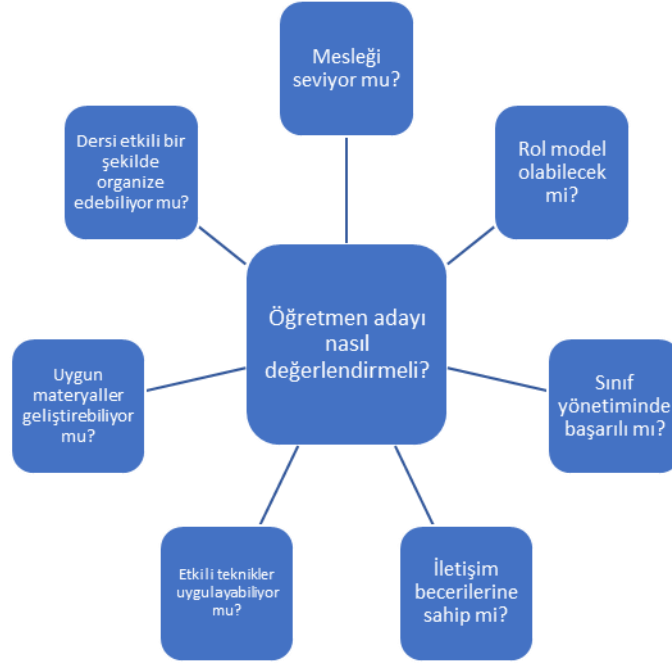 Mesleği
seviyor mu?
Rol model
olabilecek
mi?
Sınıf
yönetiminde
başarılı mı?
İletişim
becerilerine
sahip mi?
Etkili teknikler
uygulayabiliyor
mu?
Uygun
materyaller
geliştirebiliyor
mu?
Dersi etkili bir
şekilde
organize
edebiliyor mu?
Öğretmen adayı
nasıl
değerlendirmeli?